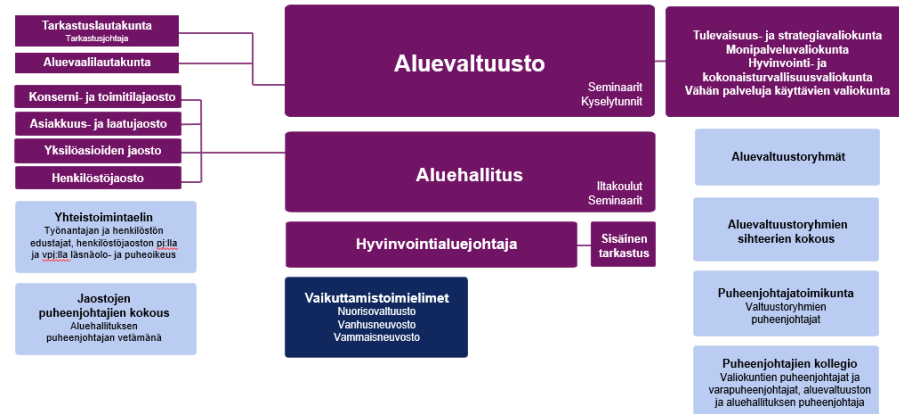 Tarkastuslautakunta
Tarkastusjohtaja
Aluevaalilautakunta
Konserni- ja toimitilajaosto
Asiakkuus- ja laatujaosto
Yksilöasioiden jaosto
Henkilöstöjaosto
Yhteistoimintaelin
Työnantajan ja henkilöstön
edustajat, henkilöstöjaoston pj:lla
ja vpj:lla läsnäolo- ja puheoikeus
Jaostojen
puheenjohtajien kokous
Aluehallituksen
puheenjohtajan vetämänä
Aluevaltuusto
Seminaarit
Kyselytunnit
Aluehallitus
Iltakoulut
Seminaarit
Hyvinvointialuejohtaja
Sisäinen
tarkastus
Vaikuttamistoimielimet
Nuorisovaltuusto
Vanhusneuvosto
Vammaisneuvosto
Tulevaisuus- ja strategiavaliokunta
Monipalveluvaliokunta
Hyvinvointi- ja
kokonaisturvallisuusvaliokunta
Vähän palveluja käyttävien valiokunta
Aluevaltuustoryhmät
Aluevaltuustoryhmien
sihteerien kokous
Puheenjohtajatoimikunta
Valtuustoryhmien
puheenjohtajat
Puheenjohtajien kollegio
Valiokuntien puheenjohtajat ja
varapuheenjohtajat, aluevaltuuston
ja aluehallituksen puheenjohtaja